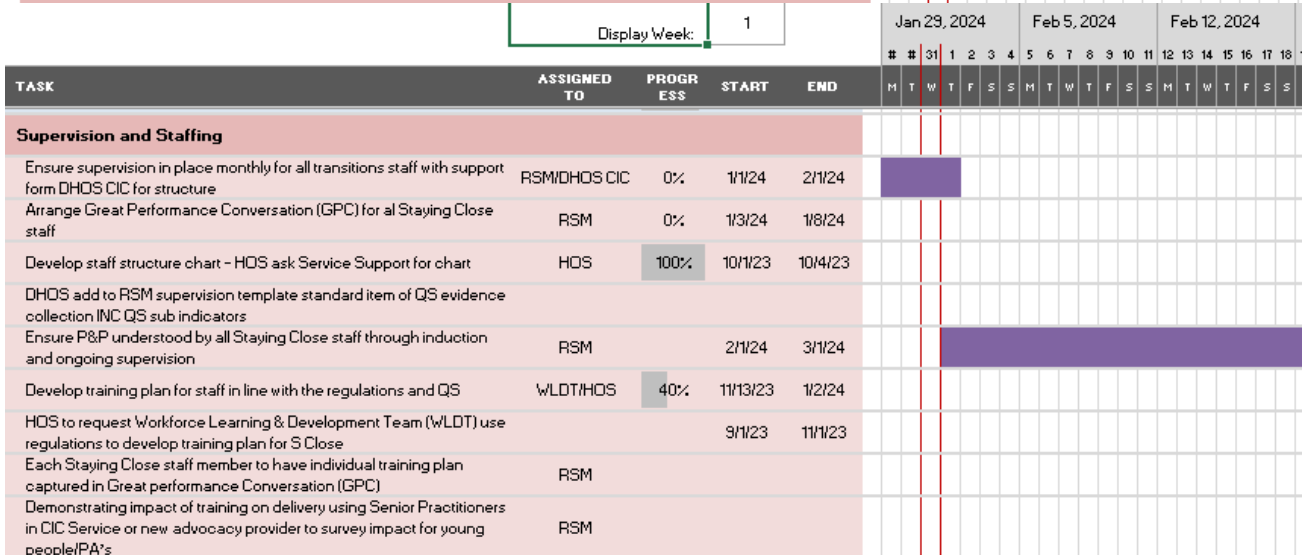 Display Week: 1
Jan 29, 2024 Feb 5, 2024 Feb 12, 2024
# # 31 1 2 3 4 5 6 7 8 9 10 11 12 13 14 15 16 17 18
TASK ASSIGNED TO PROGR ESS START END M T W T F S S M T W T F S S M T W T F S S
Supervision and Staffing
Ensure supervision in place monthly for all transitions staff with support
form DHOS CIC for structure
RSM/DHOS CIC 0% 1/1/24 2/1/24
Arrange Great Performance Conversation (GPC) for al Staying Close
staff
RSM 0% 1/3/24 1/8/24
Develop staff structure chart - HOS ask Service Support for chart HOS 100% 10/1/23 10/4/23
DHOS add to RSM supervision template standard item of QS evidence
collection INC QS sub indicators
Ensure P&P understood by all Staying Close staff through induction
and ongoing supervision
RSM 2/1/24 3/1/24
Develop training plan for staff in line with the regulations and QS WLDT/HOS 40% 11/13/23 1/2/24
HOS to request Workforce Learning & Development Team (WLDT) use
regulations to develop training plan for S Close
9/1/23 11/1/23
Each Staying Close staff member to have individual training plan
captured in Great performance Conversation (GPC)
RSM
Demonstrating impact of training on delivery using Senior Practitioners
in CIC Service or new advocacy provider to survey impact for young
people/PA's
RSM